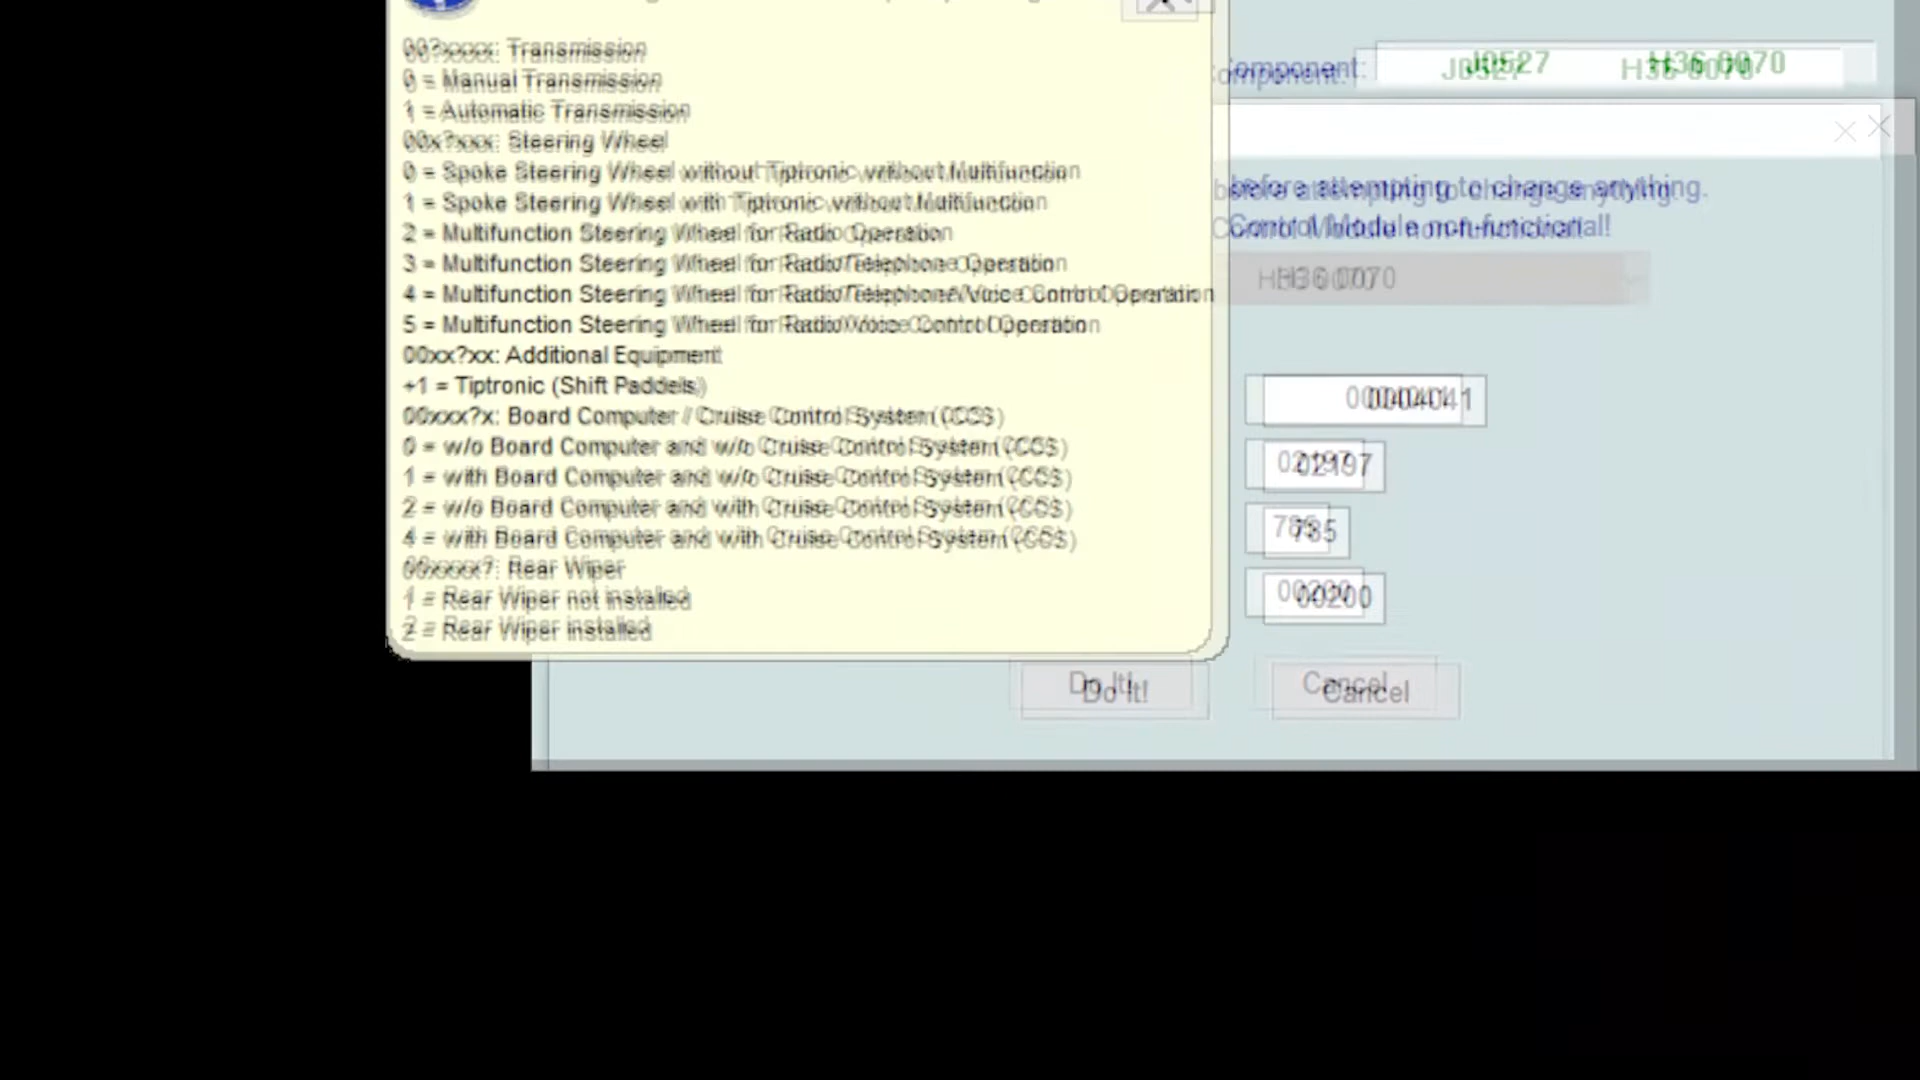 00?xxxx: Transmission
0 = Manual Transmission
1 = Automatic Transmission
00x?xxx: Steering Wheel
0 = Spoke Steering Wheel without Tiptronic without Multifunction
1 = Spoke Steering Wheel with Tiptronic without Multifunction
2 = Multifunction Steering Wheel for Radio Operation
3 = Multifunction Steering Wheel for Radio/Telephone Operation
4 = Multifunction Steering Wheel for Radio/Telephone/Voice Control Operation
5 = Multifunction Steering Wheel for Radio/Voice Control Operation
00xx?xx: Additional Equipment
+1 = Tiptronic (Shift Paddels)
00xxx?x: Board Computer / Cruise Control System (CCS)
0 = w/o Board Computer and w/o Cruise Control System (CCS)
1 = with Board Computer and w/o Cruise Control System (CCS)
2 = w/o Board Computer and with Cruise Control System (CCS)
4 = with Board Computer and with Cruise Control System (CCS)
00xxxx?: Rear Wiper
1 = Rear Wiper not installed
2 = Rear Wiper installed
Component: J0527 H36 0070
before attempting to change anything.
Control Module non-functional!
H36 0070
0004041
02197
785
00200
Do It! Cancel